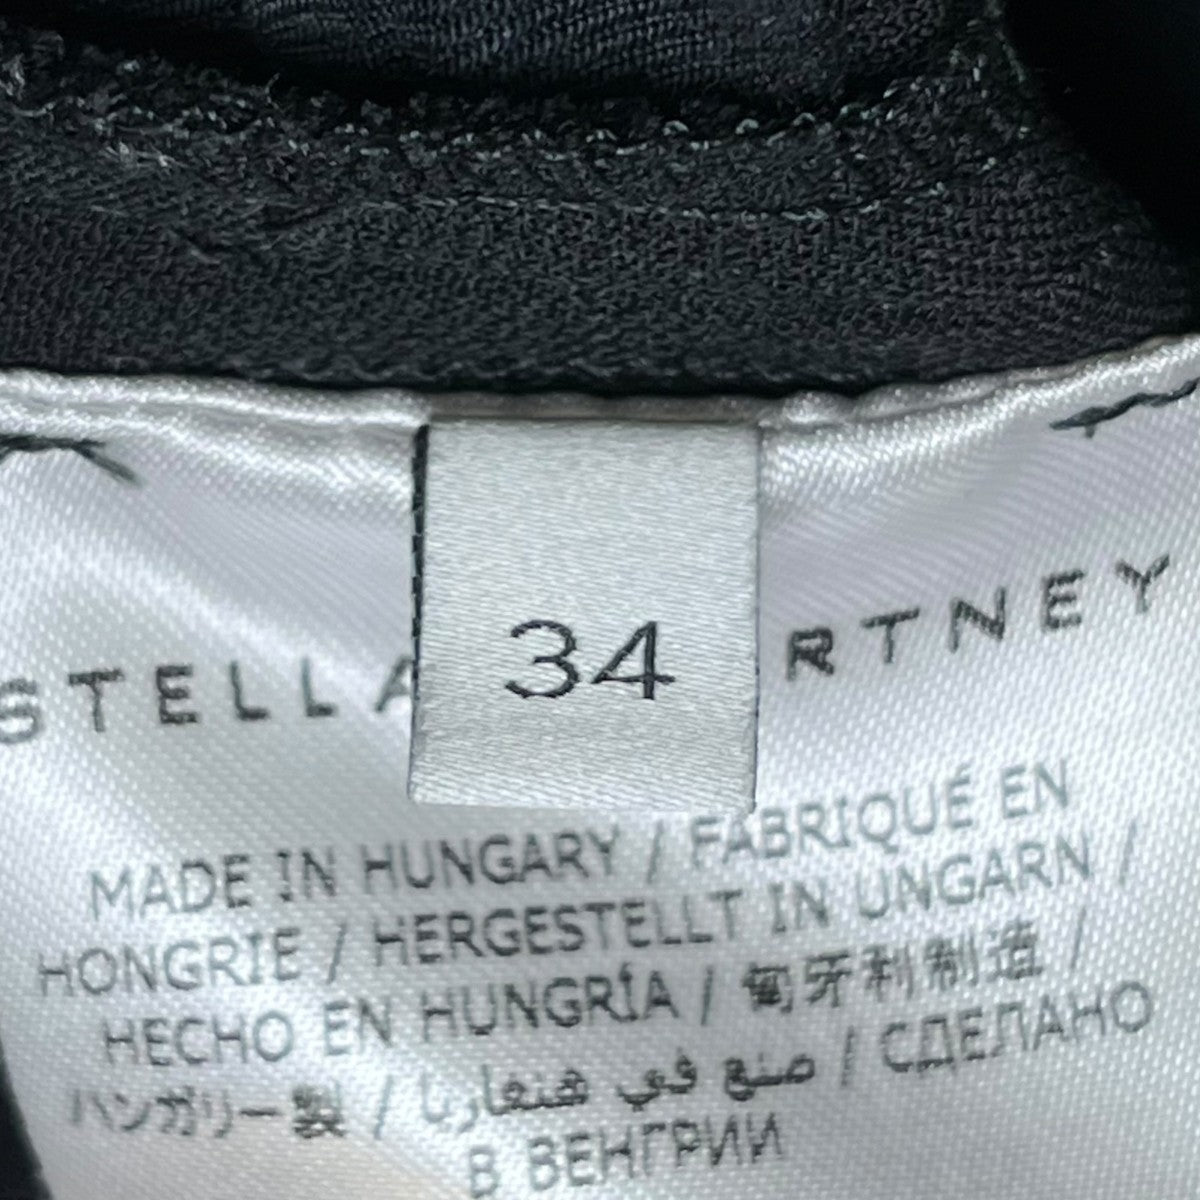 34
STELLA RTNEY
MADE IN HUNGARY / FABRIQUÉ EN
HONGRIE / HERGESTELLT IN UNGARN /
HECHO EN HUNGRÍA / 匈牙利制造 /
ハンガリー製 / صنع في هنغاريا / СДЕЛАНО
В ВЕНГРИИ